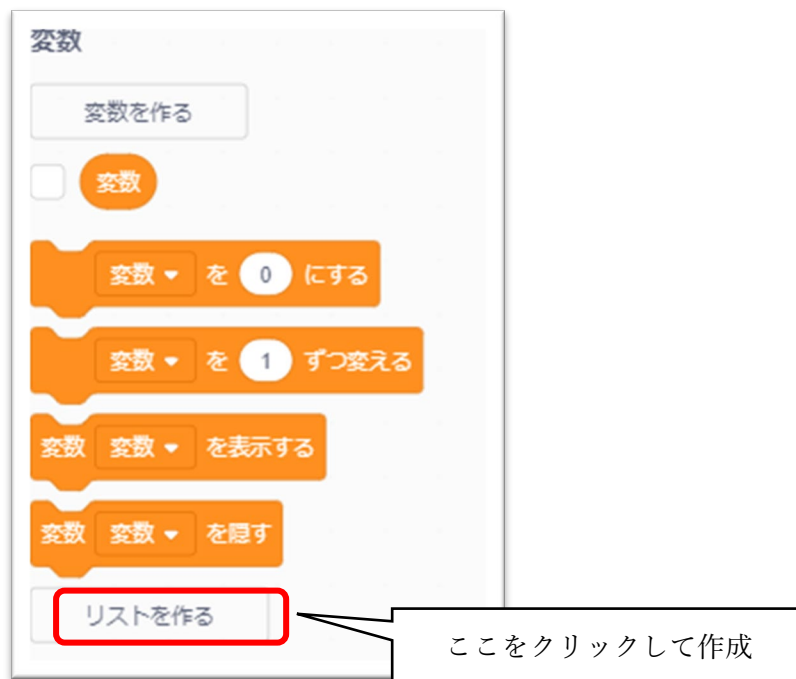 変数
変数を作る
変数
変数 を 0 にする
変数 を 1 ずつ変える
変数 変数 を表示する
変数 変数 を隠す
リストを作る
ここをクリックして作成